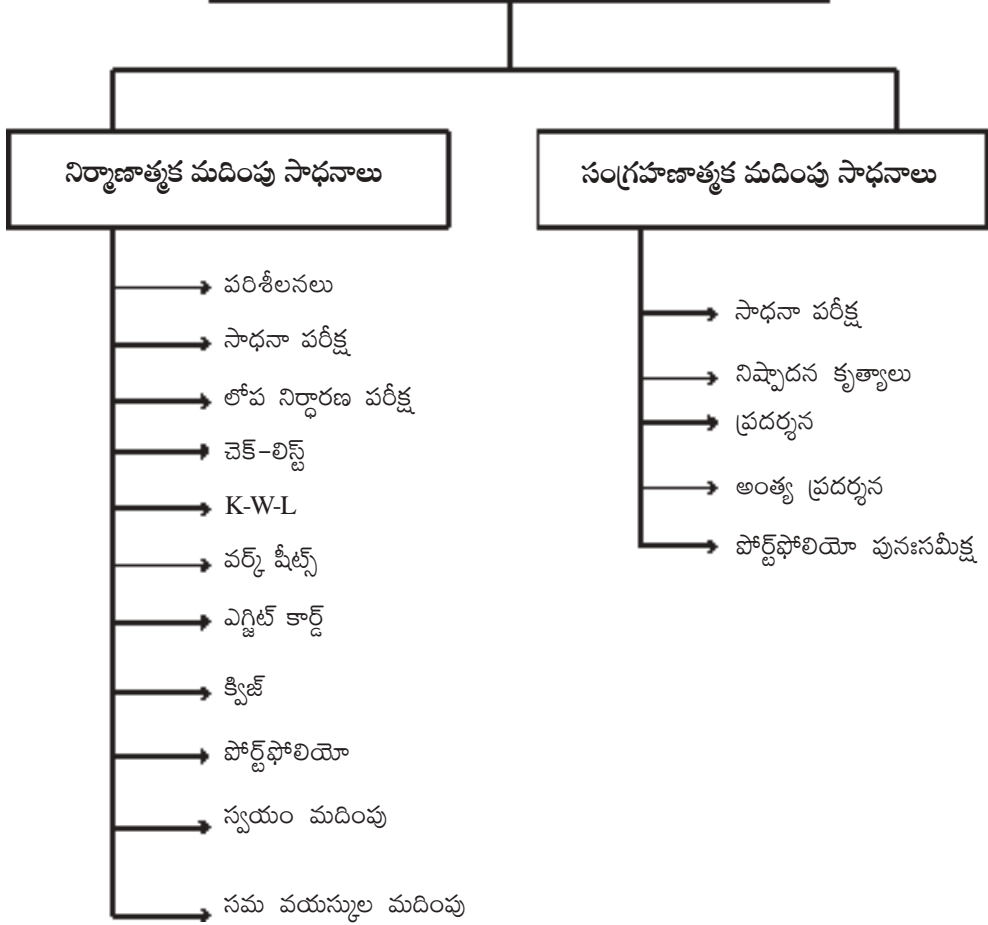 నిర్మాణాత్మక మదింపు సాధనాలు
పరిశీలనలు
సాధనా పరీక్ష
లోప నిర్ధారణ పరీక్ష
చెక్-లిస్ట్
K-W-L
వర్క్ షీట్స్
ఎగ్జిట్ కార్డ్
క్విజ్
పోర్ట్‌ఫోలియో
స్వయం మదింపు
సమ వయస్కుల మదింపు
సంగ్రహణాత్మక మదింపు సాధనాలు
సాధనా పరీక్ష
నిష్పాదన కృత్యాలు
ప్రదర్శన
అంత్య ప్రదర్శన
పోర్ట్‌ఫోలియో పునఃసమీక్ష